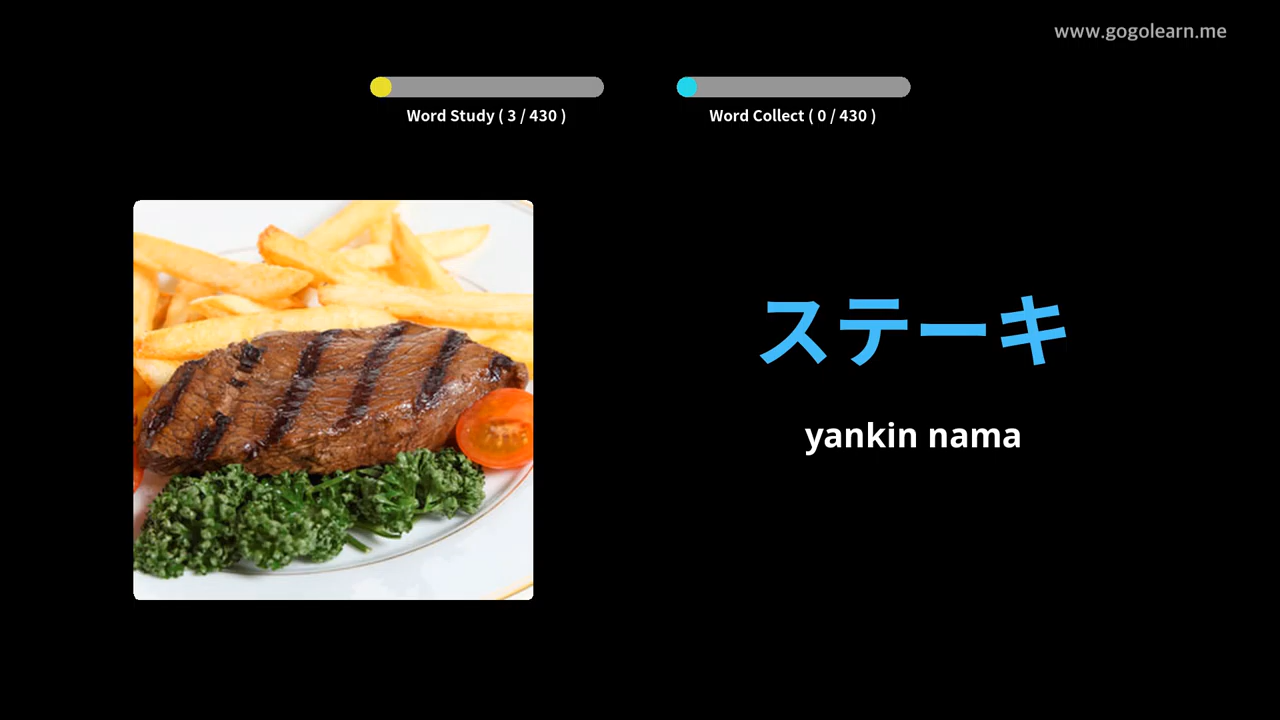 www.gogolearn.me
Word Study ( 3 / 430 )
Word Collect ( 0 / 430 )
ステーキ
yankin nama